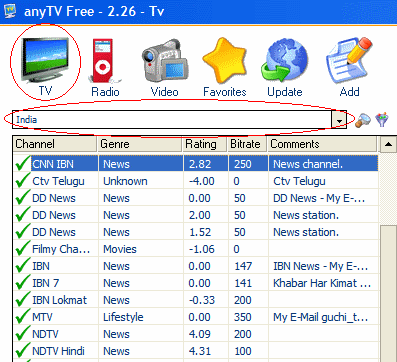 anyTV Free - 2.26 - Tv
TV Radio Video Favorites Update Add
India
Channel Genre Rating Bitrate Comments
CNN IBN News 2.82 250 News channel.
Ctv Telugu Unknown -4.00 0 Ctv Telugu
DD News News 0.00 50 DD News - My E-...
DD News News 2.00 50 News station.
DD News News 1.52 50 News station.
Filmy Cha... Movies -1.06 0
IBN News 0.00 147 IBN News - My E-...
IBN 7 News 0.00 141 Khabar Har Kimat ...
IBN Lokmat News -0.33 200
MTV Lifestyle 0.00 350 My E-Mail guchi_t...
NDTV News 4.09 200
NDTV Hindi News 4.31 100